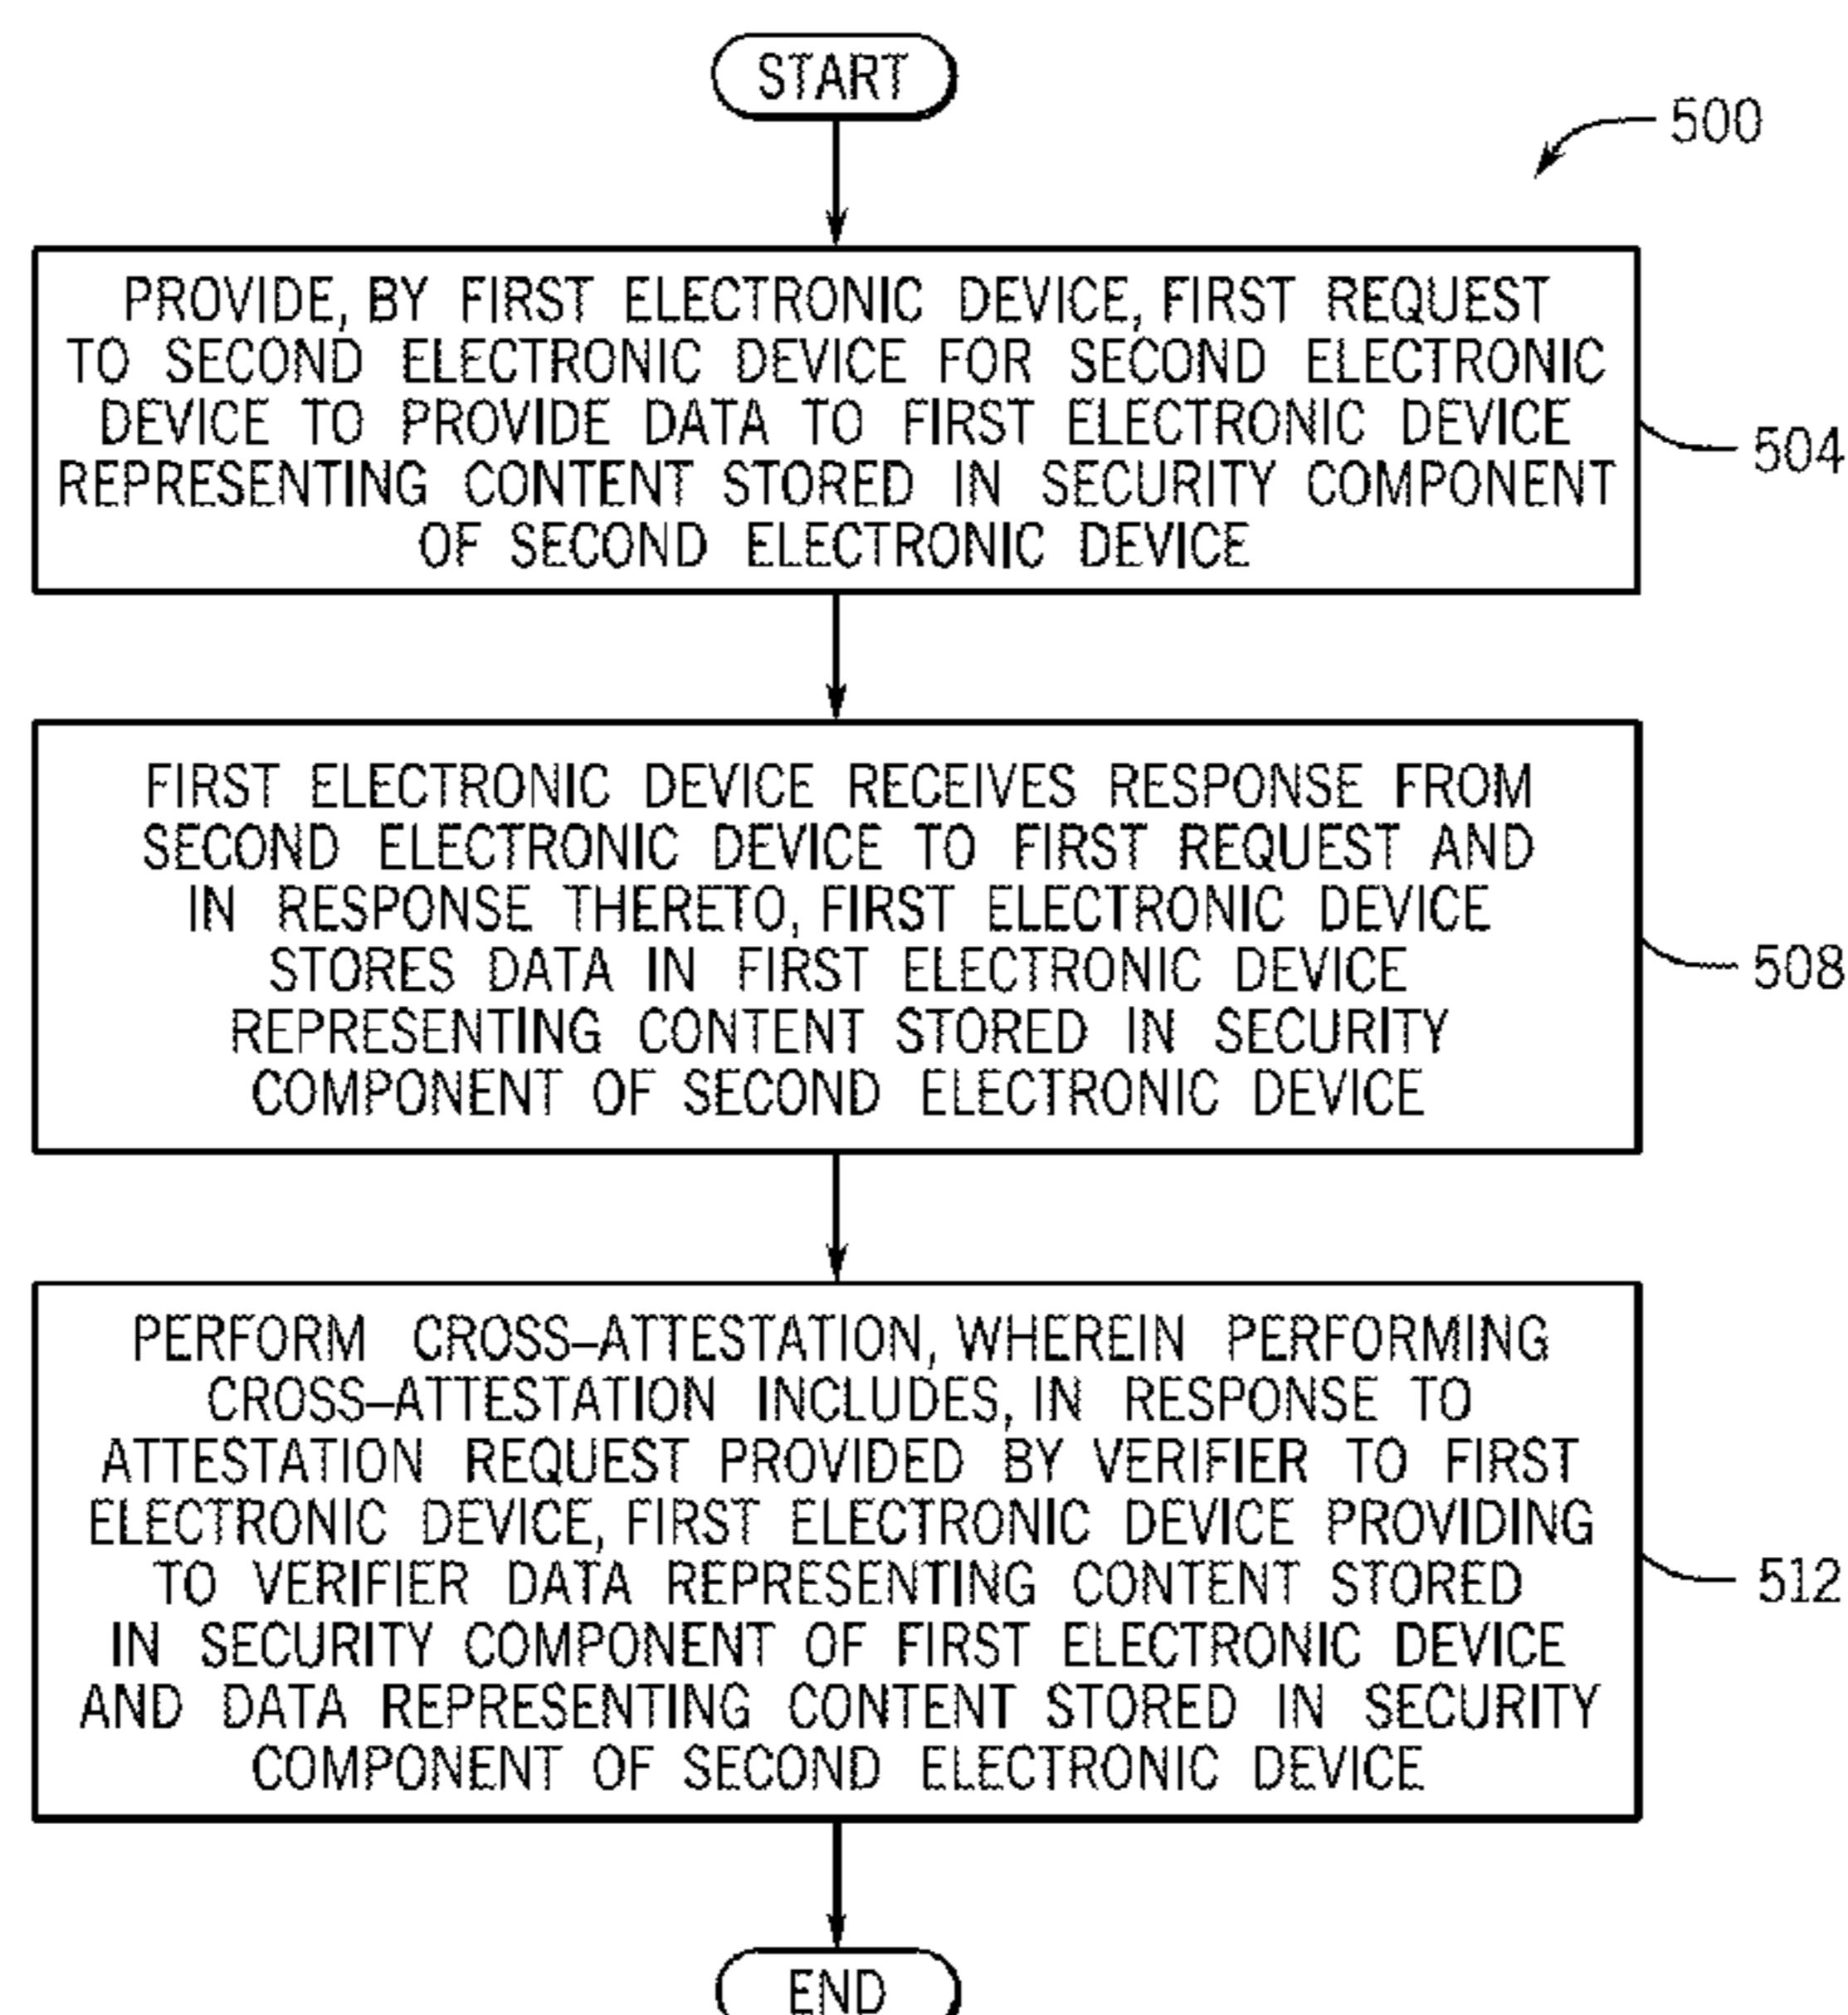 START
500
PROVIDE, BY FIRST ELECTRONIC DEVICE, FIRST REQUEST
TO SECOND ELECTRONIC DEVICE FOR SECOND ELECTRONIC
DEVICE TO PROVIDE DATA TO FIRST ELECTRONIC DEVICE
REPRESENTING CONTENT STORED IN SECURITY COMPONENT
OF SECOND ELECTRONIC DEVICE
504
FIRST ELECTRONIC DEVICE RECEIVES RESPONSE FROM
SECOND ELECTRONIC DEVICE TO FIRST REQUEST AND
IN RESPONSE THERETO, FIRST ELECTRONIC DEVICE
STORES DATA IN FIRST ELECTRONIC DEVICE
REPRESENTING CONTENT STORED IN SECURITY
COMPONENT OF SECOND ELECTRONIC DEVICE
508
PERFORM CROSS–ATTESTATION, WHEREIN PERFORMING
CROSS–ATTESTATION INCLUDES, IN RESPONSE TO
ATTESTATION REQUEST PROVIDED BY VERIFIER TO FIRST
ELECTRONIC DEVICE, FIRST ELECTRONIC DEVICE PROVIDING
TO VERIFIER DATA REPRESENTING CONTENT STORED
IN SECURITY COMPONENT OF FIRST ELECTRONIC DEVICE
AND DATA REPRESENTING CONTENT STORED IN SECURITY
COMPONENT OF SECOND ELECTRONIC DEVICE
512
END